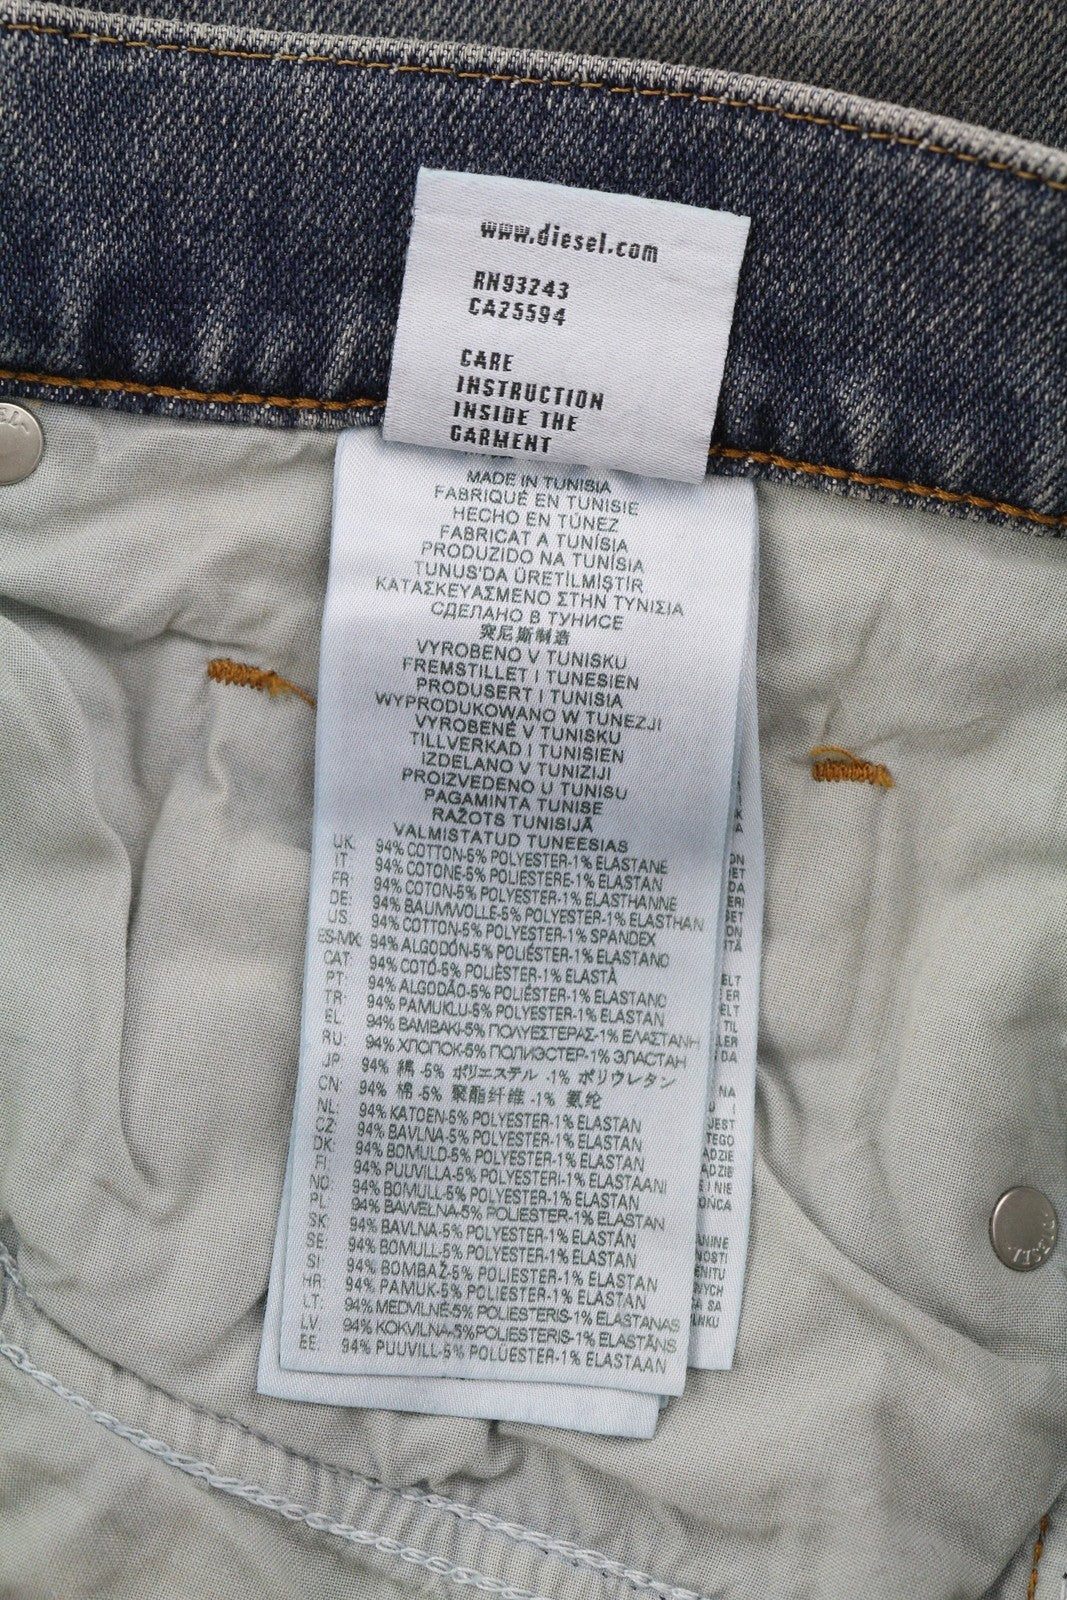 www.diesel.com
RN93243
CA25594
CARE
INSTRUCTION
INSIDE THE
GARMENT
MADE IN TUNISIA
FABRIQUÉ EN TUNISIE
HECHO EN TÚNEZ
FABRICAT A TUNÍSIA
PRODUZIDO NA TUNÍSIA
TUNUS'DA ÜRETILMİŞTİR
ΚΑΤΑΣΚΕΥΑΣΜΕΝΟ ΣΤΗΝ ΤΥΝΙΣΙΑ
СДЕЛАНО В ТУНИСЕ
突尼斯制造
VYROBENO V TUNISKU
FREMSTILLET I TUNESIEN
PRODUSERT I TUNISIA
WYPRODUKOWANO W TUNEZJI
VYROBENÉ V TUNISKU
TILLVERKAD I TUNISIEN
IZDELANO V TUNIZIJI
PROIZVEDENO U TUNISU
PAGAMINTA TUNISE
RAŽOTS TUNISIJĀ
VALMISTATUD TUNEESIAS
UK: 94% COTTON-5% POLYESTER-1% ELASTANE
IT: 94% COTONE-5% POLIESTERE-1% ELASTAN
FR: 94% COTON-5% POLYESTER-1% ELASTHANNE
DE: 94% BAUMWOLLE-5% POLYESTER-1% ELASTHAN
US: 94% COTTON-5% POLYESTER-1% SPANDEX
ES-MX: 94% ALGODÓN-5% POLIÉSTER-1% ELASTANO
CAT: 94% COTÓ-5% POLIÈSTER-1% ELASTÀ
PT: 94% ALGODÃO-5% POLIÉSTER-1% ELASTANO
TR: 94% PAMUKLU-5% POLYESTER-1% ELASTAN
EL: 94% ΒΑΜΒΑΚΙ-5% ΠΟΛΥΕΣΤΕΡΑΣ-1% ΕΛΑΣΤΑΝΗ
RU: 94% ХЛОПОК-5% ПОЛИЭСТЕР-1% ЭЛАСТАН
JP: 94% 綿 -5% ポリエステル -1% ポリウレタン
CN: 94% 棉 -5% 聚酯纤维 -1% 氨纶
NL: 94% KATOEN-5% POLYESTER-1% ELASTAN
CZ: 94% BAVLNA-5% POLYESTER-1% ELASTAN
DK: 94% BOMULD-5% POLYESTER-1% ELASTAN
FI: 94% PUUVILLA-5% POLYESTERI-1% ELASTAANI
NO: 94% BOMULL-5% POLYESTER-1% ELASTAN
PL: 94% BAWEŁNA-5% POLIESTER-1% ELASTAN
SK: 94% BAVLNA-5% POLYESTER-1% ELASTÁN
SE: 94% BOMULL-5% POLYESTER-1% ELASTAN
SI: 94% BOMBAŽ-5% POLIESTER-1% ELASTAN
HR: 94% PAMUK-5% POLIESTER-1% ELASTAN
LT: 94% MEDVILNĖ-5% POLIESTERIS-1% ELASTANAS
LV: 94% KOKVILNA-5% POLIESTERIS-1% ELASTĀNS
EE: 94% PUUVILL-5% POLÜESTER-1% ELASTAAN